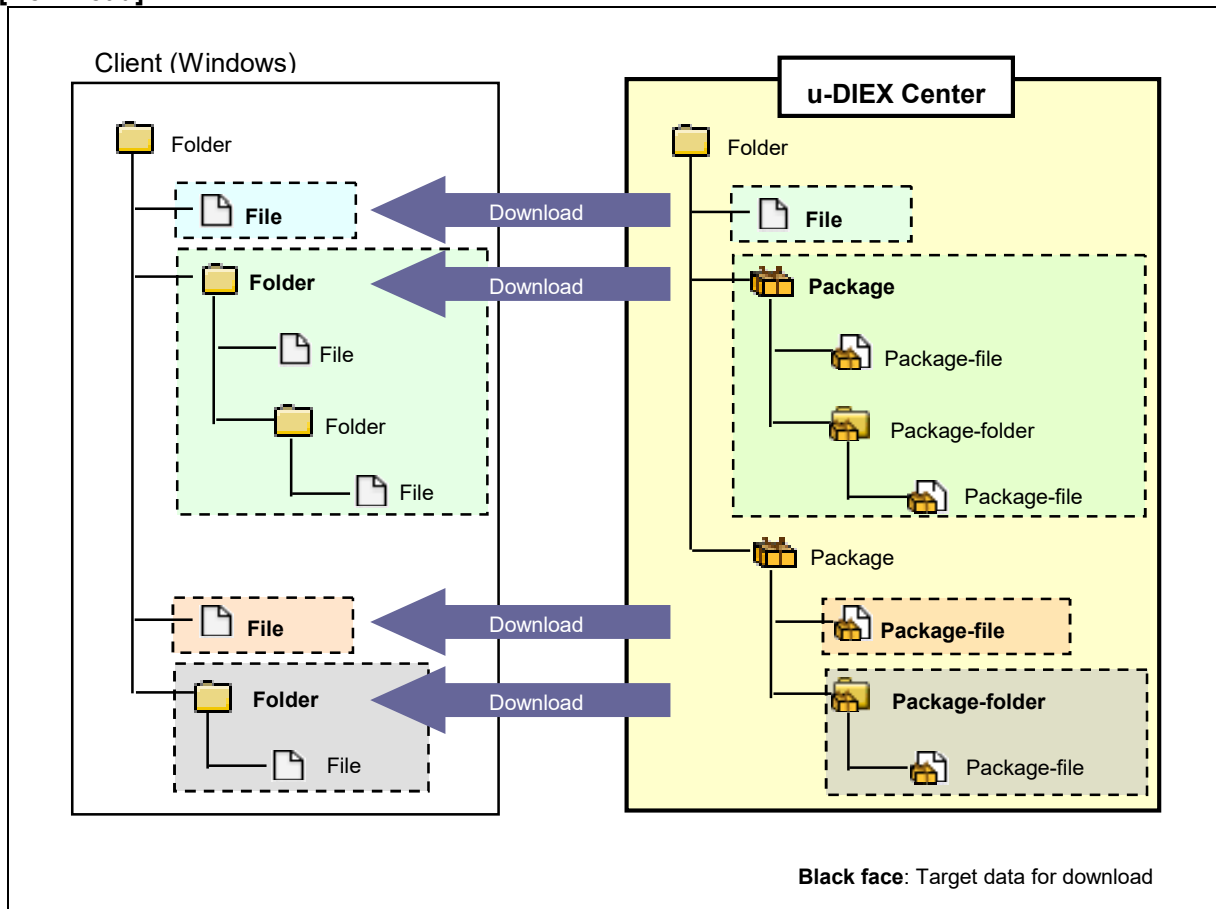 Client (Windows)
Folder
File
Folder
File
Folder
File
File
Folder
File
Download
Download
Download
Download
u-DIEX Center
Folder
File
Package
Package-file
Package-folder
Package-file
Package
Package-file
Package-folder
Package-file
Black face: Target data for download